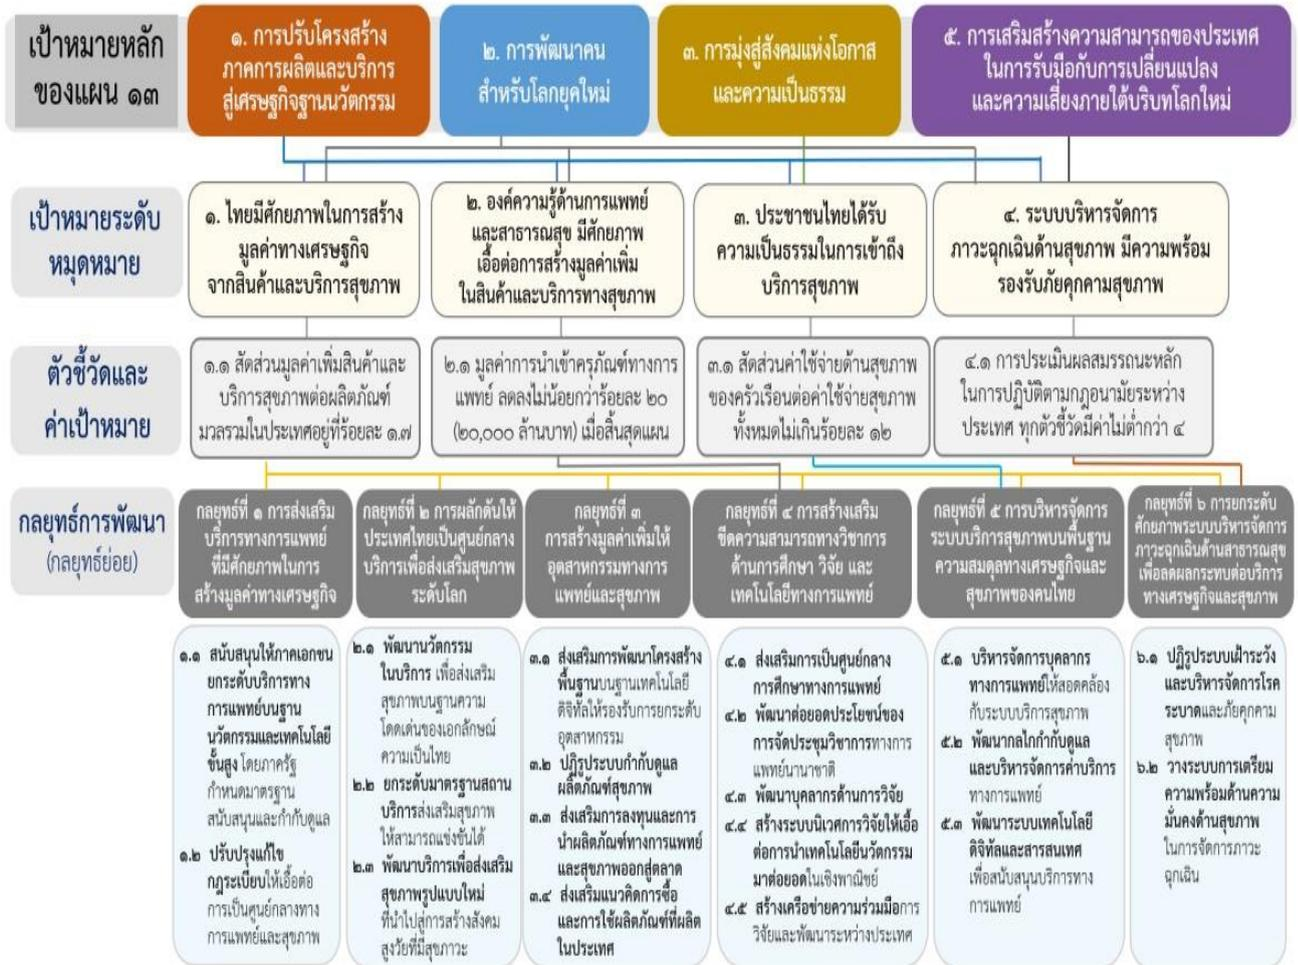 เป้าหมายหลัก
ของแผน ๑๓
๑. การปรับโครงสร้าง
ภาคการผลิตและบริการ
สู่เศรษฐกิจฐานนวัตกรรม
๒. การพัฒนาคน
สำหรับโลกยุคใหม่
๓. การมุ่งสู่สังคมแห่งโอกาส
และความเป็นธรรม
๕. การเสริมสร้างความสามารถของประเทศ
ในการรับมือกับการเปลี่ยนแปลง
และความเสี่ยงภายใต้บริบทโลกใหม่
เป้าหมายระดับ
หมุดหมาย
๑. ไทยมีศักยภาพในการสร้าง
มูลค่าทางเศรษฐกิจ
จากสินค้าและบริการสุขภาพ
๒. องค์ความรู้ด้านการแพทย์
และสาธารณสุข มีศักยภาพ
เอื้อต่อการสร้างมูลค่าเพิ่ม
ในสินค้าและบริการทางสุขภาพ
๓. ประชาชนไทยได้รับ
ความเป็นธรรมในการเข้าถึง
บริการสุขภาพ
๔. ระบบบริหารจัดการ
ภาวะฉุกเฉินด้านสุขภาพ มีความพร้อม
รองรับภัยคุกคามสุขภาพ
ตัวชี้วัดและ
ค่าเป้าหมาย
๑.๑ สัดส่วนมูลค่าเพิ่มสินค้าและ
บริการสุขภาพต่อผลิตภัณฑ์
มวลรวมในประเทศอยู่ที่ร้อยละ ๑.๗
๒.๑ มูลค่าการนำเข้าครุภัณฑ์ทางการ
แพทย์ ลดลงไม่น้อยกว่าร้อยละ ๒๐
(๒๐,๐๐๐ ล้านบาท) เมื่อสิ้นสุดแผน
๓.๑ สัดส่วนค่าใช้จ่ายด้านสุขภาพ
ของครัวเรือนต่อค่าใช้จ่ายสุขภาพ
ทั้งหมดไม่เกินร้อยละ ๑๒
๔.๑ การประเมินผลสมรรถนะหลัก
ในการปฏิบัติตามกฎอนามัยระหว่าง
ประเทศ ทุกตัวชี้วัดมีค่าไม่ต่ำกว่า ๔
กลยุทธ์การพัฒนา
(กลยุทธ์ย่อย)
กลยุทธ์ที่ ๑ การส่งเสริม
บริการทางการแพทย์
ที่มีศักยภาพในการ
สร้างมูลค่าทางเศรษฐกิจ
กลยุทธ์ที่ ๒ การผลักดันให้
ประเทศไทยเป็นศูนย์กลาง
บริการเพื่อส่งเสริมสุขภาพ
ระดับโลก
กลยุทธ์ที่ ๓
การสร้างมูลค่าเพิ่มให้
อุตสาหกรรมทางการ
แพทย์และสุขภาพ
กลยุทธ์ที่ ๔ การสร้างเสริม
ขีดความสามารถทางวิชาการ
ด้านการศึกษา วิจัย และ
เทคโนโลยีทางการแพทย์
กลยุทธ์ที่ ๕ การบริหารจัดการ
ระบบบริการสุขภาพบนพื้นฐาน
ความสมดุลทางเศรษฐกิจและ
สุขภาพของคนไทย
กลยุทธ์ที่ ๖ การยกระดับ
ศักยภาพระบบบริหารจัดการ
ภาวะฉุกเฉินด้านสาธารณสุข
เพื่อลดผลกระทบต่อบริการ
ทางเศรษฐกิจและสุขภาพ
๑.๑ สนับสนุนให้ภาคเอกชน
ยกระดับบริการทาง
การแพทย์บนฐาน
นวัตกรรมและเทคโนโลยี
ขั้นสูง โดยภาครัฐ
กำหนดมาตรฐาน
สนับสนุนและกำกับดูแล
๑.๒ ปรับปรุงแก้ไข
กฎระเบียบให้เอื้อต่อ
การเป็นศูนย์กลางทาง
การแพทย์และสุขภาพ
๒.๑ พัฒนานวัตกรรม
ในบริการ เพื่อส่งเสริม
สุขภาพบนฐานความ
โดดเด่นของเอกลักษณ์
ความเป็นไทย
๒.๒ ยกระดับมาตรฐานสถาน
บริการส่งเสริมสุขภาพ
ให้สามารถแข่งขันได้
๒.๓ พัฒนาบริการเพื่อส่งเสริม
สุขภาพรูปแบบใหม่
ที่นำไปสู่การสร้างสังคม
สูงวัยที่มีสุขภาวะ
๓.๑ ส่งเสริมการพัฒนาโครงสร้าง
พื้นฐานบนฐานเทคโนโลยี
ดิจิทัลให้รองรับการยกระดับ
อุตสาหกรรม
๓.๒ ปฏิรูประบบกำกับดูแล
ผลิตภัณฑ์สุขภาพ
๓.๓ ส่งเสริมการลงทุนและการ
นำผลิตภัณฑ์ทางการแพทย์
และสุขภาพออกสู่ตลาด
๓.๔ ส่งเสริมแนวคิดการซื้อ
และการใช้ผลิตภัณฑ์ที่ผลิต
ในประเทศ
๔.๑ ส่งเสริมการเป็นศูนย์กลาง
การศึกษาทางการแพทย์
๔.๒ พัฒนาต่อยอดประโยชน์ของ
การจัดประชุมวิชาการทางการ
แพทย์นานาชาติ
๔.๓ พัฒนาบุคลากรด้านการวิจัย
๔.๔ สร้างระบบนิเวศการวิจัยให้เอื้อ
ต่อการนำเทคโนโลยีนวัตกรรม
มาต่อยอดในเชิงพาณิชย์
๔.๕ สร้างเครือข่ายความร่วมมือการ
วิจัยและพัฒนาระหว่างประเทศ
๕.๑ บริหารจัดการบุคลากร
ทางการแพทย์ให้สอดคล้อง
กับระบบบริการสุขภาพ
๕.๒ พัฒนากลไกกำกับดูแล
และบริหารจัดการค่าบริการ
ทางการแพทย์
๕.๓ พัฒนาระบบเทคโนโลยี
ดิจิทัลและสารสนเทศ
เพื่อสนับสนุนบริการทาง
การแพทย์
๖.๑ ปฏิรูประบบเฝ้าระวัง
และบริหารจัดการโรค
ระบาดและภัยคุกคาม
สุขภาพ
๖.๒ วางระบบการเตรียม
ความพร้อมด้านความ
มั่นคงด้านสุขภาพ
ในการจัดการภาวะ
ฉุกเฉิน